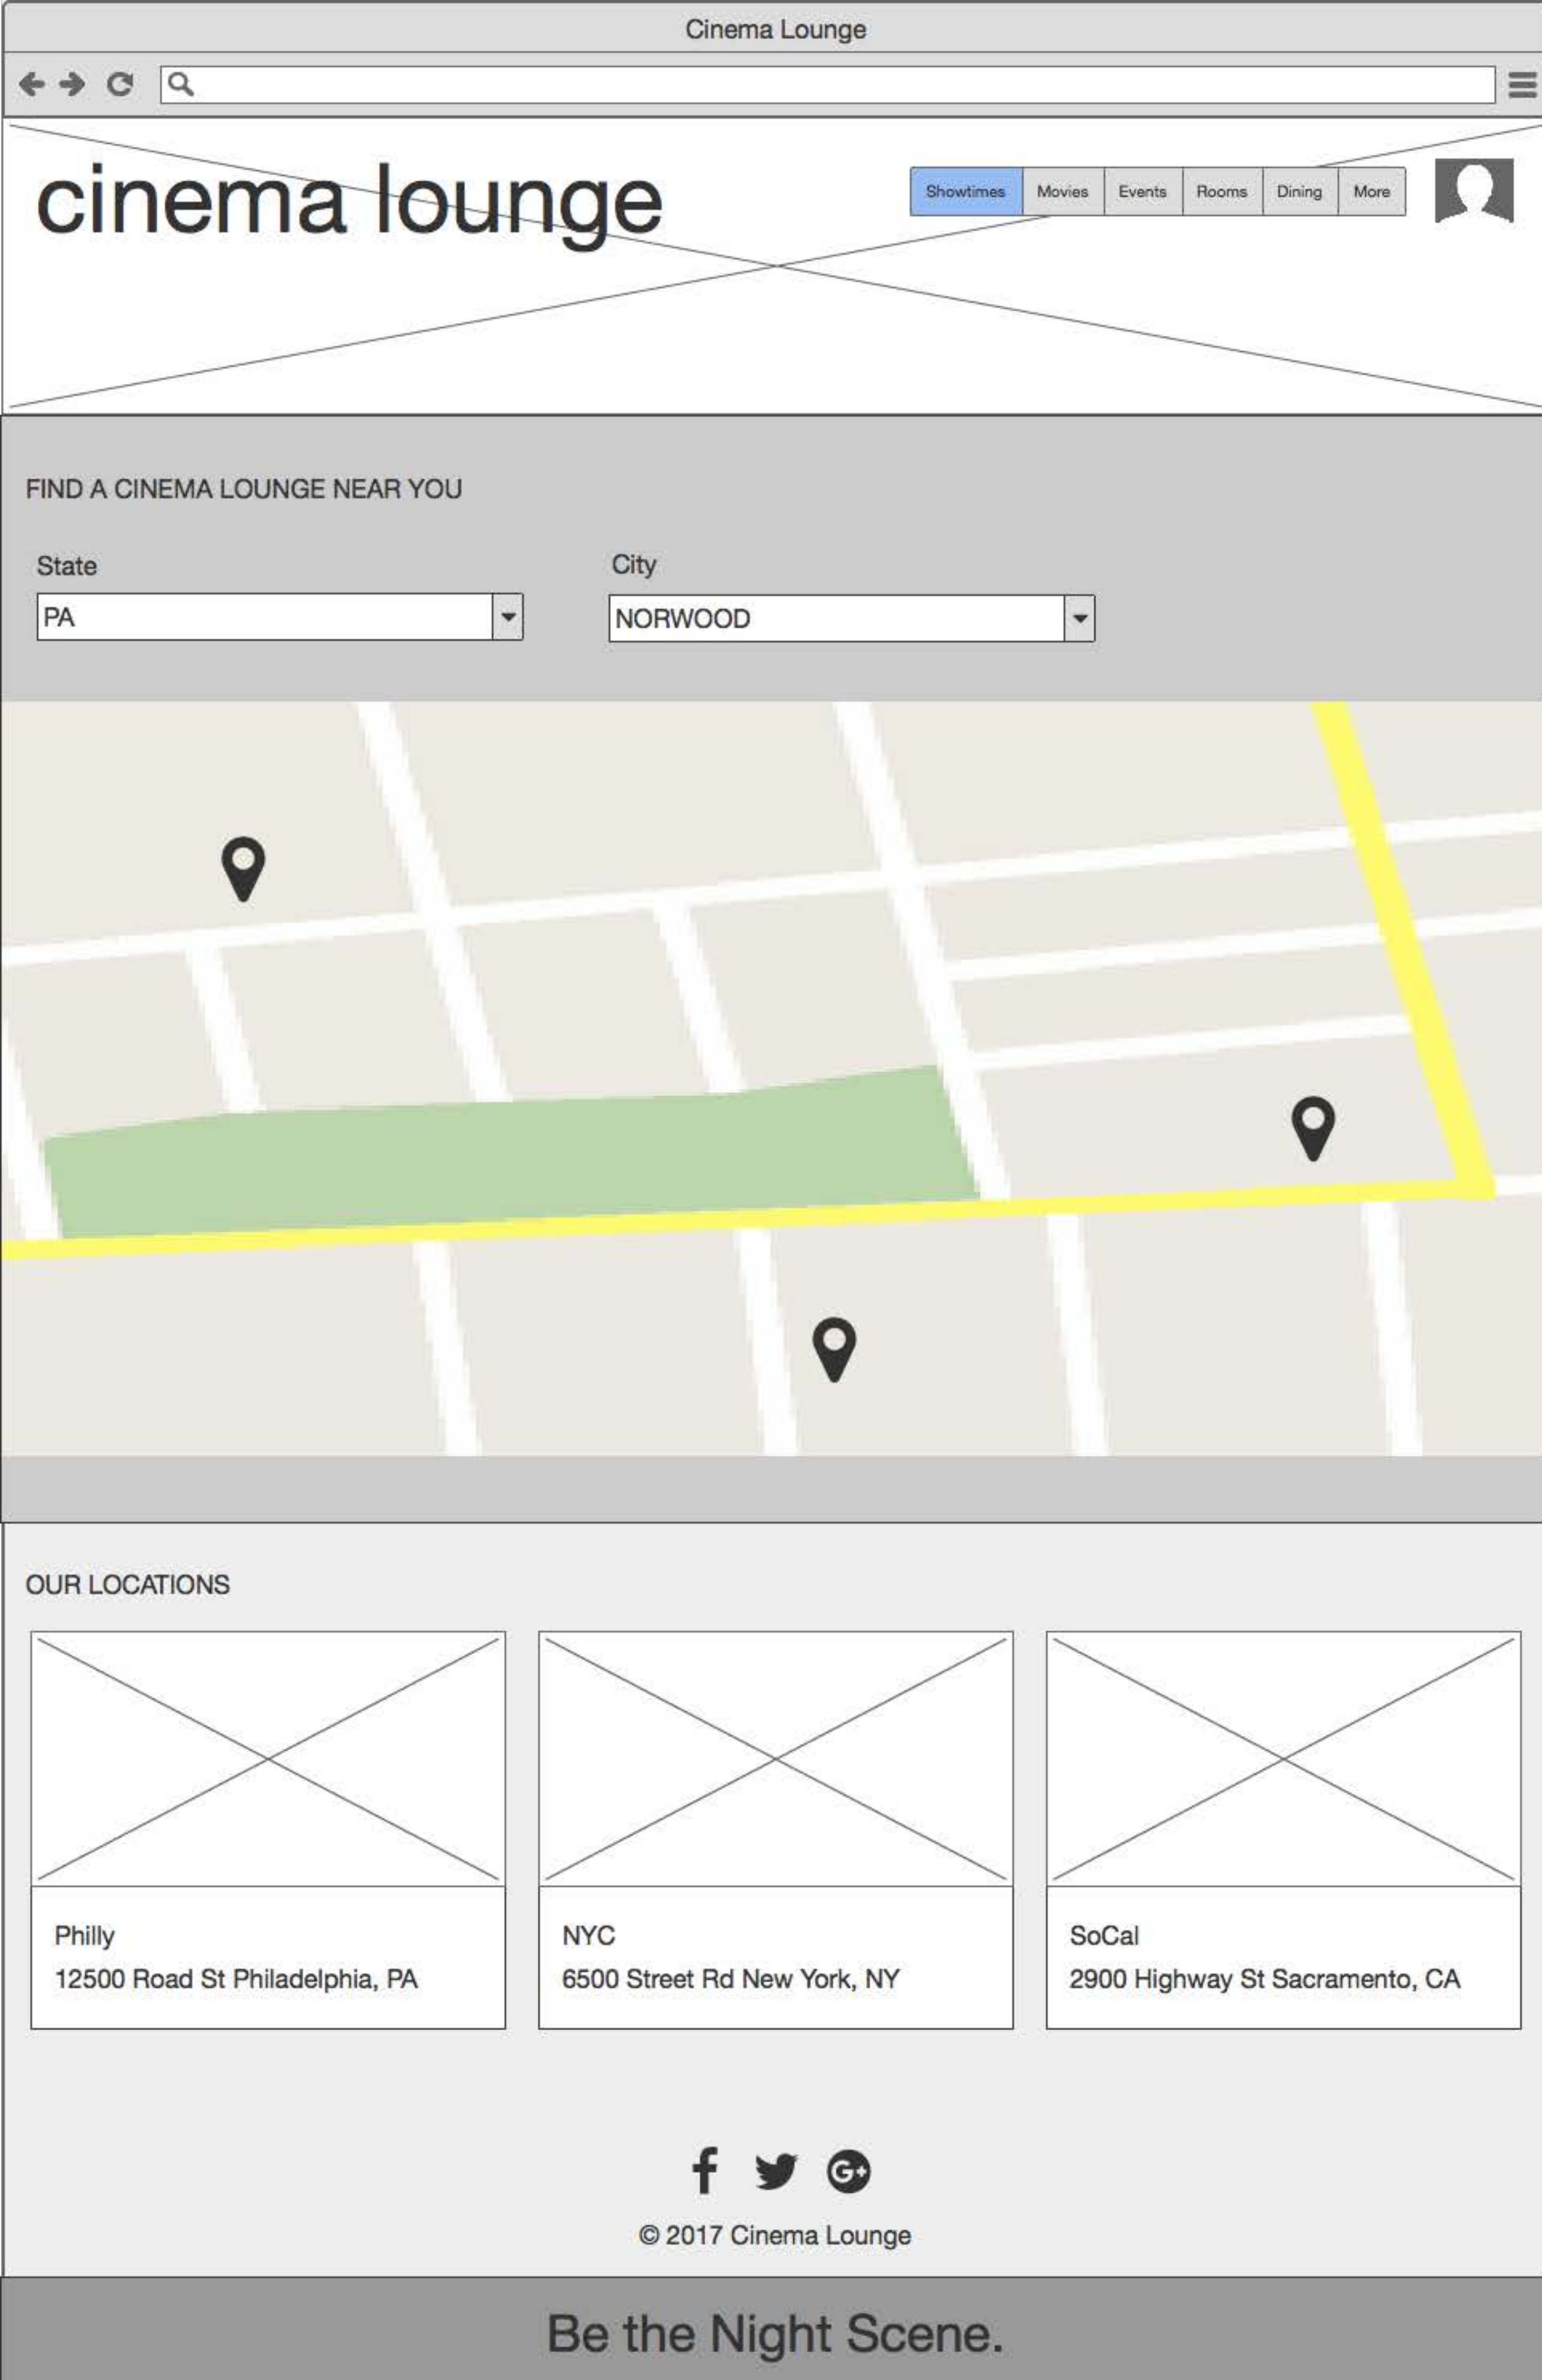 Cinema Lounge
cinema lounge
Showtimes Movies Events Rooms Dining More
FIND A CINEMA LOUNGE NEAR YOU
State City
PA NORWOOD
OUR LOCATIONS
Philly
12500 Road St Philadelphia, PA
NYC
6500 Street Rd New York, NY
SoCal
2900 Highway St Sacramento, CA
© 2017 Cinema Lounge
Be the Night Scene.